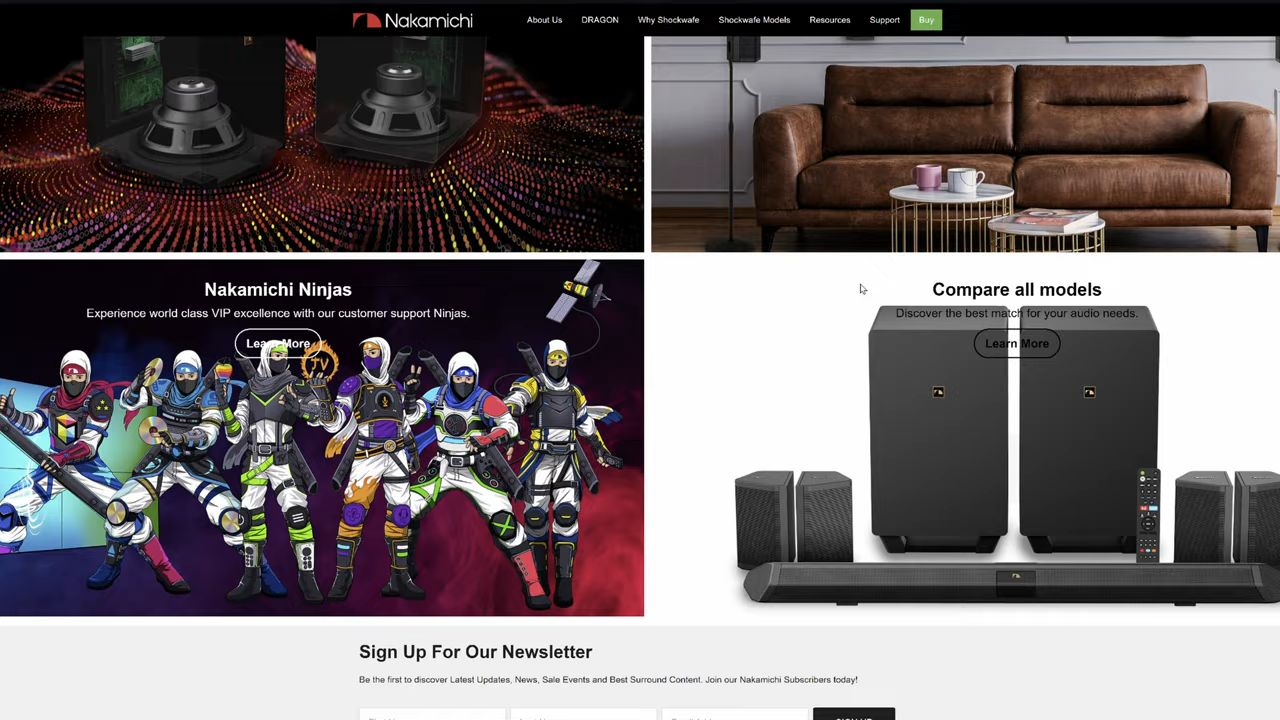 Nakamichi
About Us DRAGON Why Shockwafe Shockwafe Models Resources Support Buy
Nakamichi Ninjas
Experience world class VIP excellence with our customer support Ninjas.
Learn More
TV
Compare all models
Discover the best match for your audio needs.
Learn More
Sign Up For Our Newsletter
Be the first to discover Latest Updates, News, Sale Events and Best Surround Content. Join our Nakamichi Subscribers today!
SIGN UP